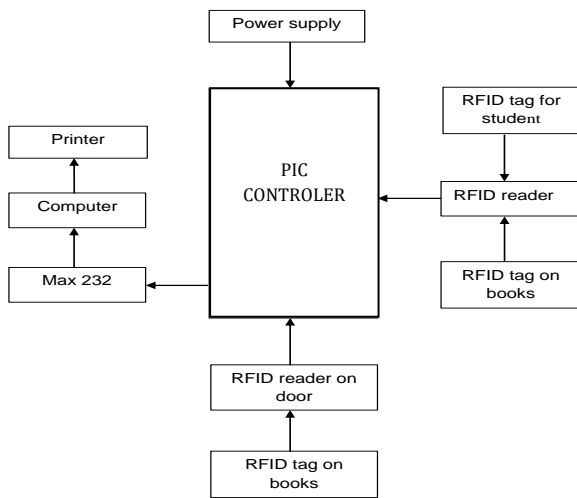 Power supply
RFID tag for
student
Printer
PIC
CONTROLER
RFID reader
Computer
Max 232
RFID tag on
books
RFID reader on
door
RFID tag on
books